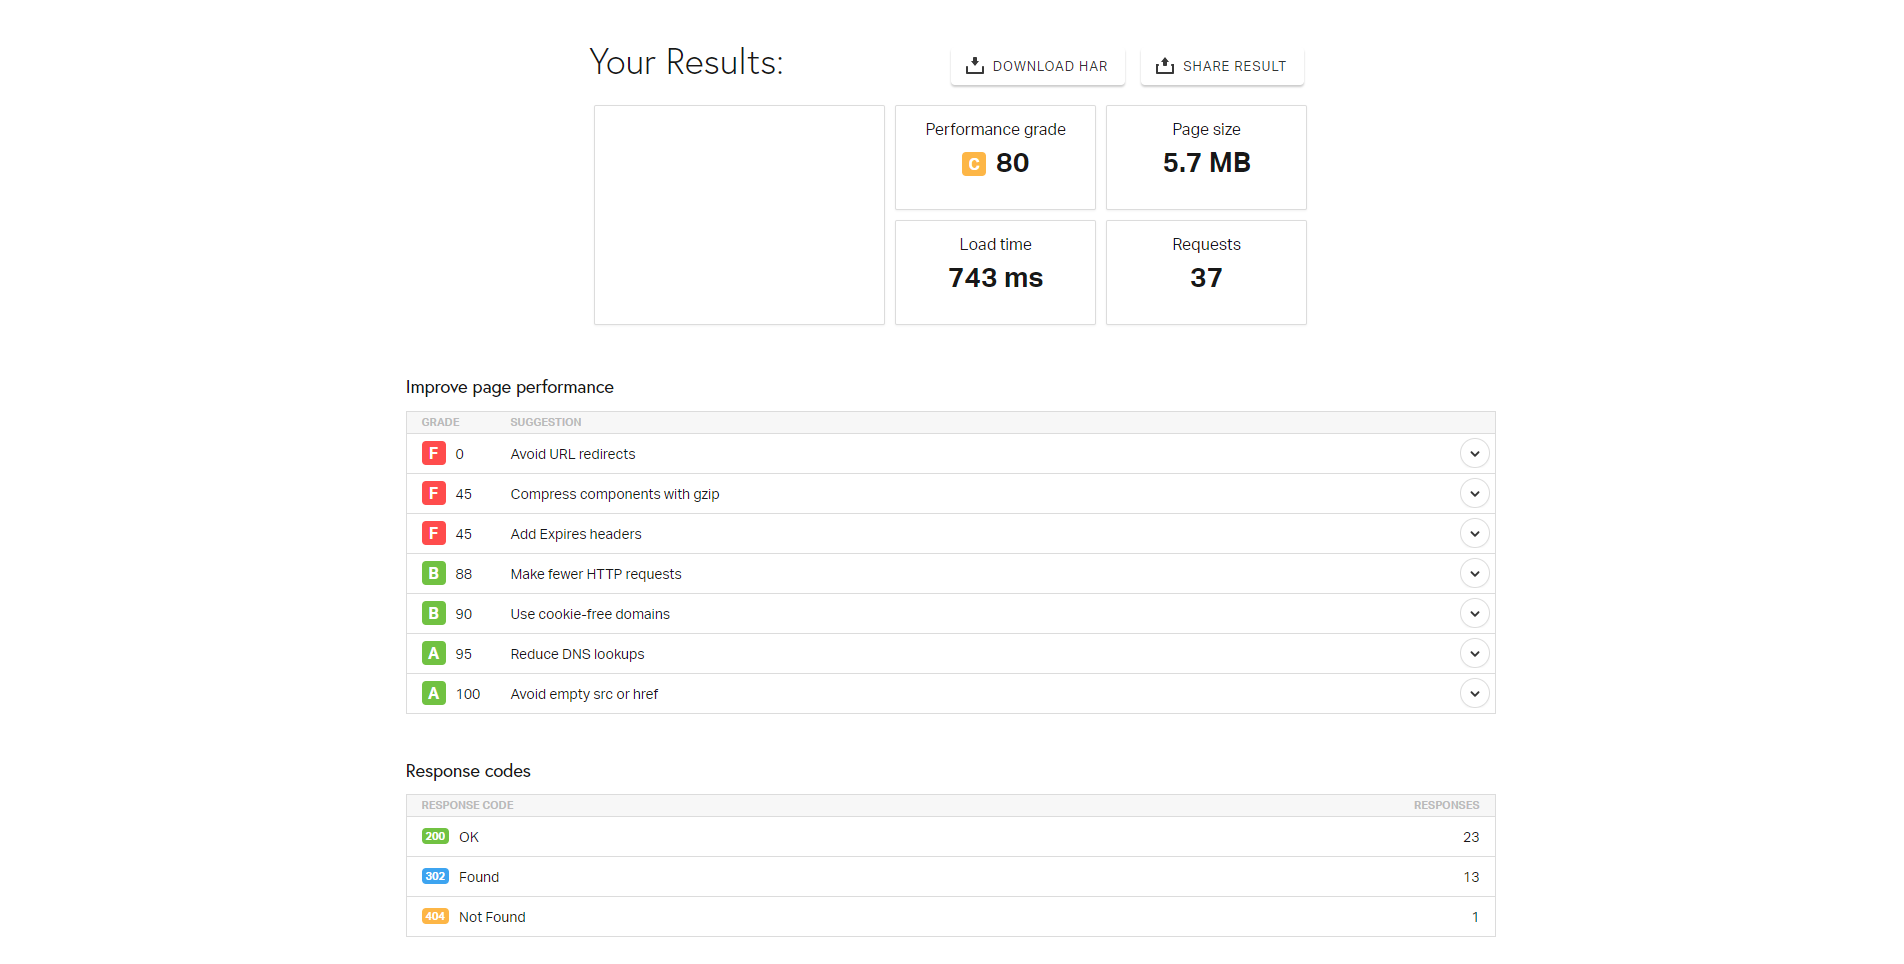 Your Results:
DOWNLOAD HAR
SHARE RESULT
Performance grade
C 80
Page size
5.7 MB
Load time
743 ms
Requests
37
Improve page performance
GRADE SUGGESTION
F 0 Avoid URL redirects
F 45 Compress components with gzip
F 45 Add Expires headers
B 88 Make fewer HTTP requests
B 90 Use cookie-free domains
A 95 Reduce DNS lookups
A 100 Avoid empty src or href
Response codes
RESPONSE CODE RESPONSES
200 OK 23
302 Found 13
404 Not Found 1